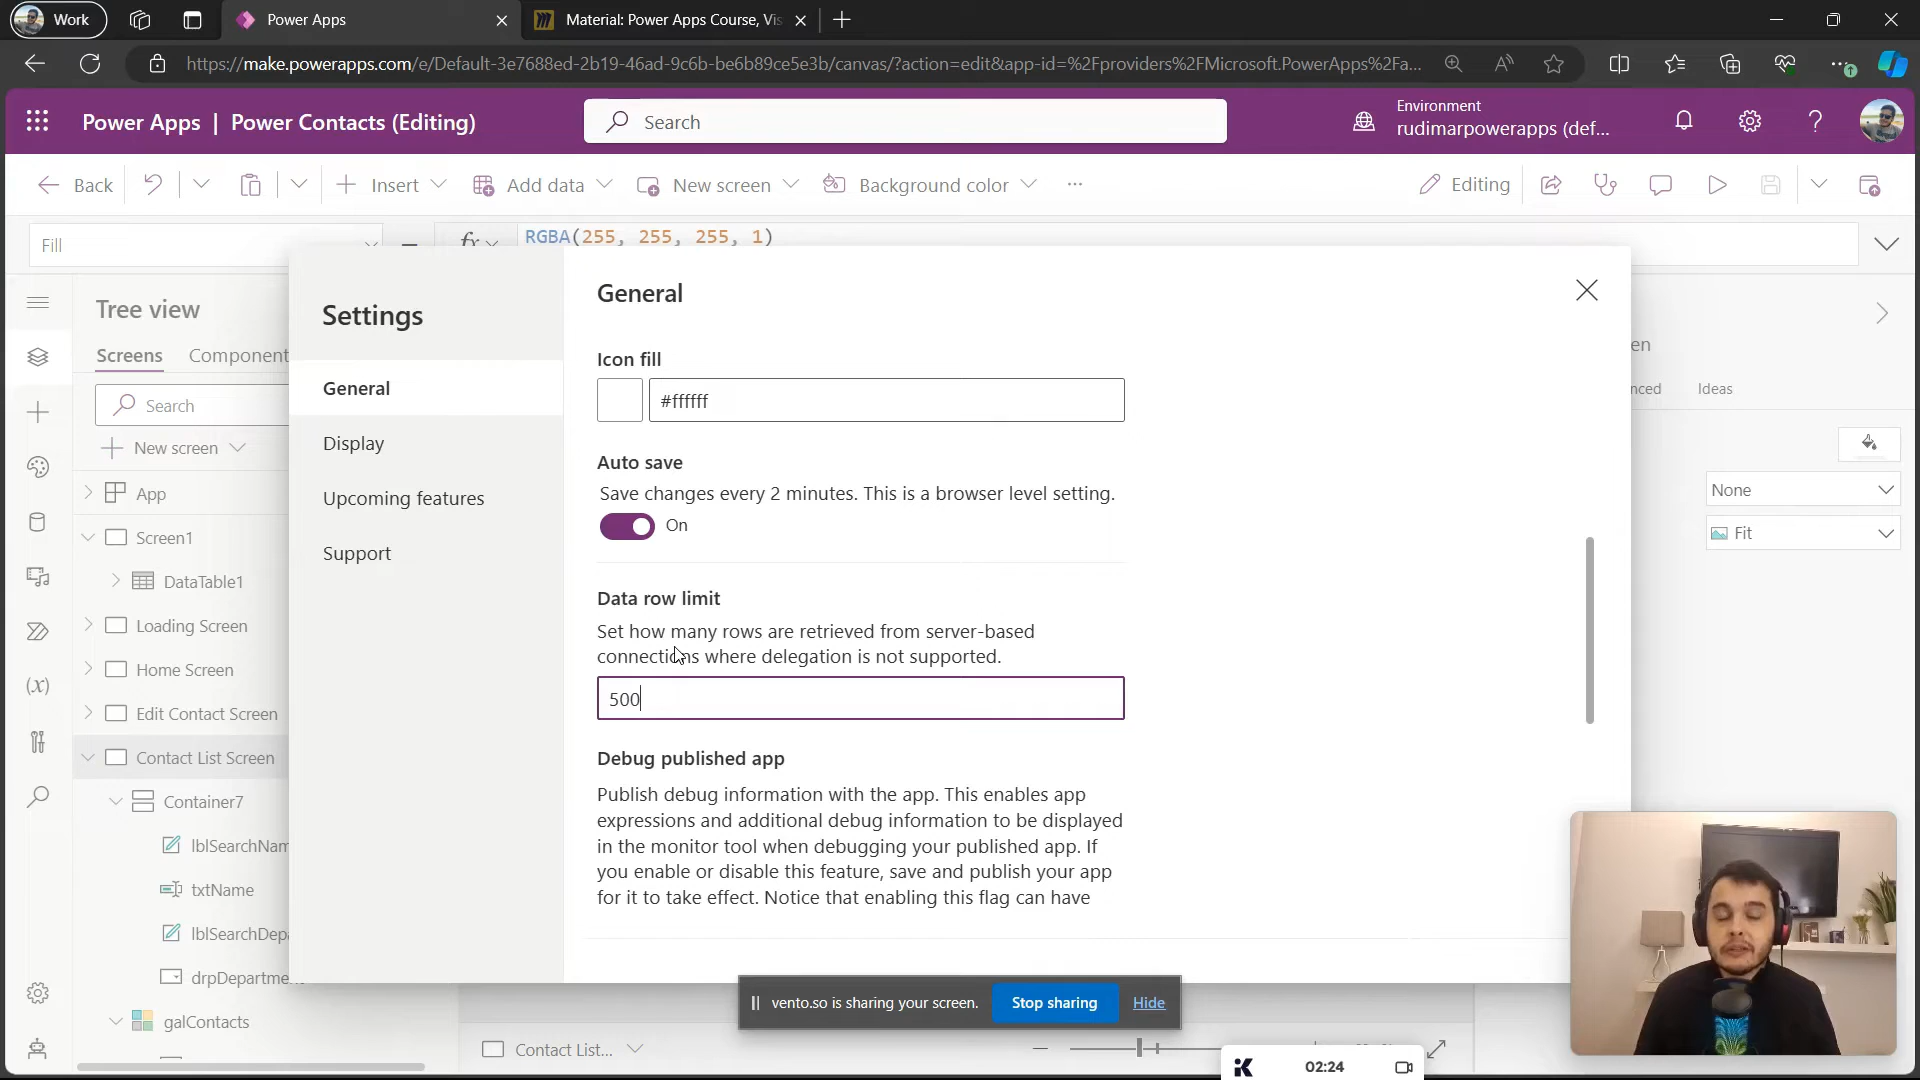 Work
Power Apps
Material: Power Apps Course, Vis
https://make.powerapps.com/e/Default-3e7688ed-2b19-46ad-9c6b-be6b89ce5e3b/canvas/?action=edit&app-id=%2Fproviders%2FMicrosoft.PowerApps%2Fa...
Power Apps | Power Contacts (Editing)
Search
Environment
rudimarpowerapps (def...
Back
Insert
Add data
New screen
Background color
...
Editing
Fill
=
fx
RGBA(255, 255, 255, 1)
Tree view
Screens
Component
Search
New screen
App
Screen1
DataTable1
Loading Screen
Home Screen
Edit Contact Screen
Contact List Screen
Container7
lblSearchNam
txtName
lblSearchDepa
drpDepartme
galContacts
Settings
General
Display
Upcoming features
Support
General
Icon fill
#ffffff
Auto save
Save changes every 2 minutes. This is a browser level setting.
On
Data row limit
Set how many rows are retrieved from server-based
connections where delegation is not supported.
500
Debug published app
Publish debug information with the app. This enables app
expressions and additional debug information to be displayed
in the monitor tool when debugging your published app. If
you enable or disable this feature, save and publish your app
for it to take effect. Notice that enabling this flag can have
en
nced
Ideas
None
Fit
vento.so is sharing your screen.
Stop sharing
Hide
Contact List...
02:24